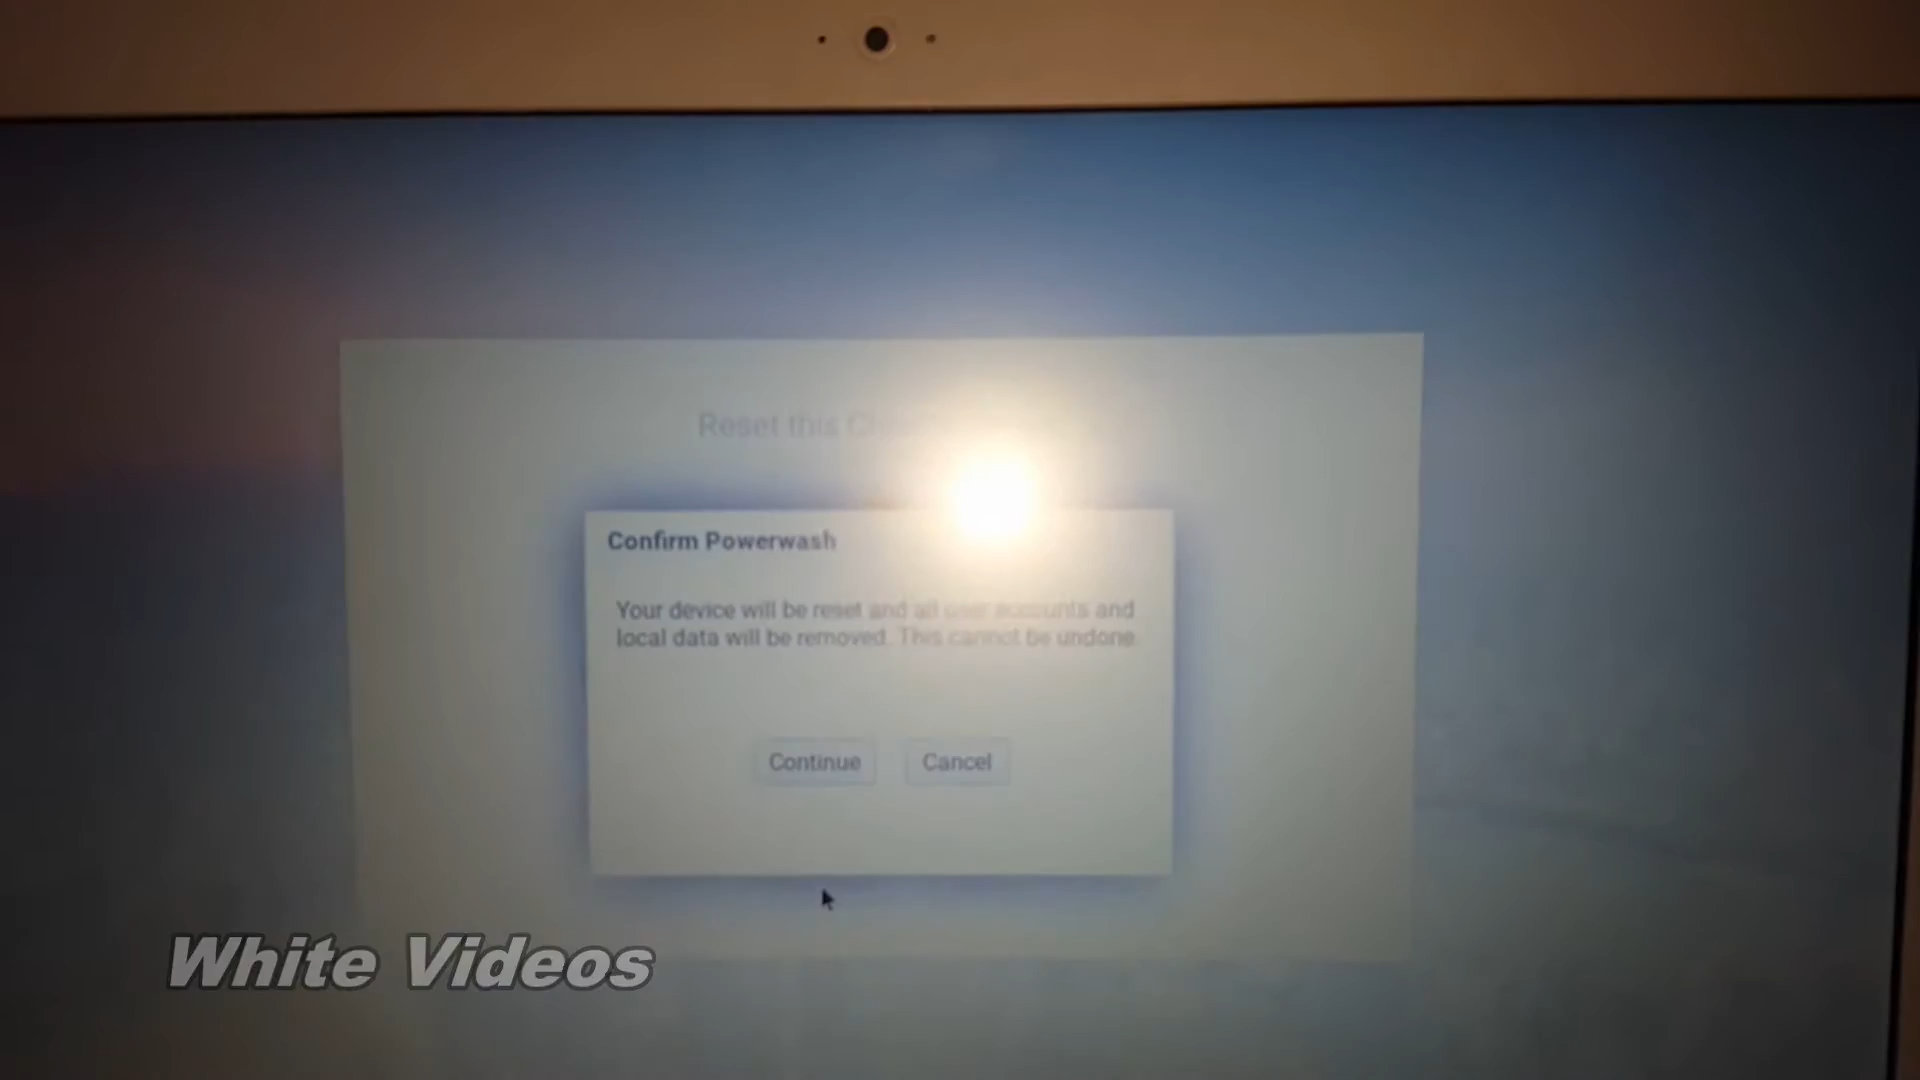 Reset this
Confirm Powerwash
Your device will be reset and all user accounts and
local data will be removed. This cannot be undone.
Continue Cancel
White Videos